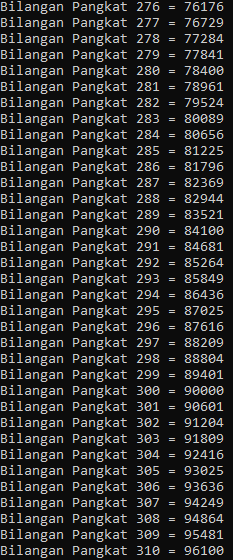 Bilangan Pangkat 276 = 76176
Bilangan Pangkat 277 = 76729
Bilangan Pangkat 278 = 77284
Bilangan Pangkat 279 = 77841
Bilangan Pangkat 280 = 78400
Bilangan Pangkat 281 = 78961
Bilangan Pangkat 282 = 79524
Bilangan Pangkat 283 = 80089
Bilangan Pangkat 284 = 80656
Bilangan Pangkat 285 = 81225
Bilangan Pangkat 286 = 81796
Bilangan Pangkat 287 = 82369
Bilangan Pangkat 288 = 82944
Bilangan Pangkat 289 = 83521
Bilangan Pangkat 290 = 84100
Bilangan Pangkat 291 = 84681
Bilangan Pangkat 292 = 85264
Bilangan Pangkat 293 = 85849
Bilangan Pangkat 294 = 86436
Bilangan Pangkat 295 = 87025
Bilangan Pangkat 296 = 87616
Bilangan Pangkat 297 = 88209
Bilangan Pangkat 298 = 88804
Bilangan Pangkat 299 = 89401
Bilangan Pangkat 300 = 90000
Bilangan Pangkat 301 = 90601
Bilangan Pangkat 302 = 91204
Bilangan Pangkat 303 = 91809
Bilangan Pangkat 304 = 92416
Bilangan Pangkat 305 = 93025
Bilangan Pangkat 306 = 93636
Bilangan Pangkat 307 = 94249
Bilangan Pangkat 308 = 94864
Bilangan Pangkat 309 = 95481
Bilangan Pangkat 310 = 96100